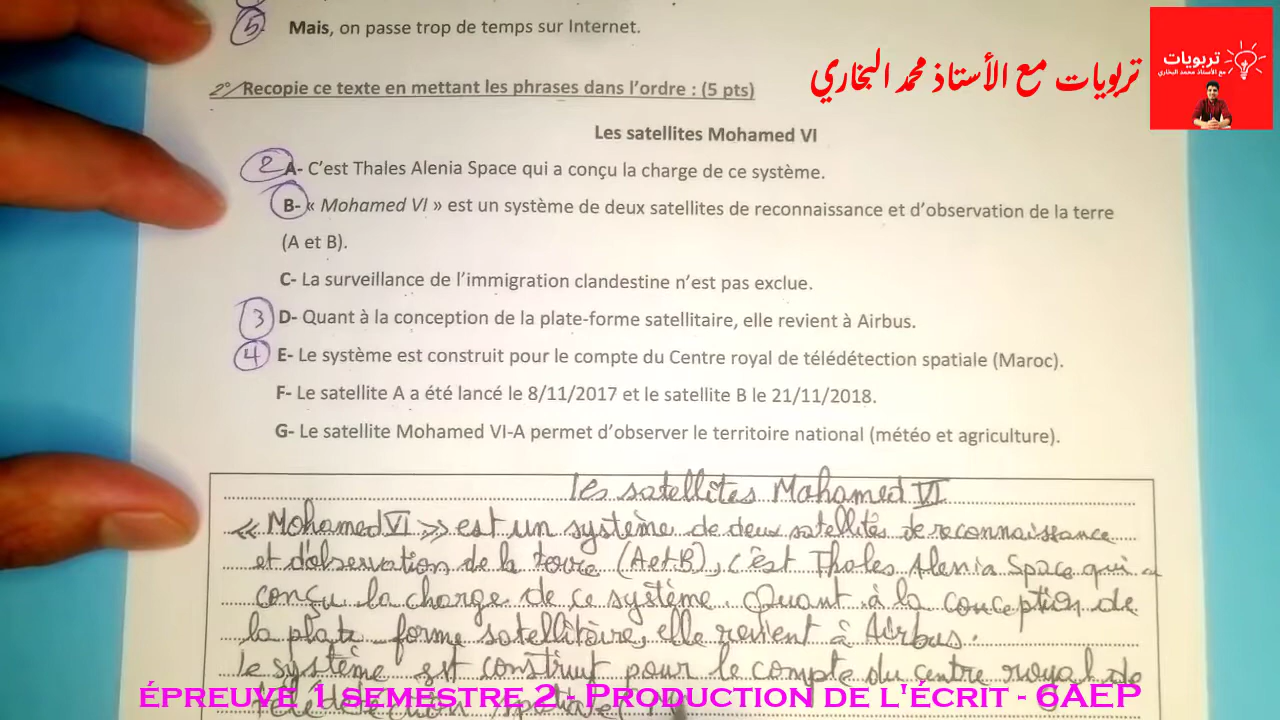 5 Mais, on passe trop de temps sur Internet.
تربويات مع الأستاذ محمد البخاري
تربويات
مع الأستاذ محمد البخاري
2°/ Recopie ce texte en mettant les phrases dans l'ordre : (5 pts)
Les satellites Mohamed VI
2 A- C'est Thales Alenia Space qui a conçu la charge de ce système.
B- « Mohamed VI » est un système de deux satellites de reconnaissance et d'observation de la terre
(A et B).
C- La surveillance de l'immigration clandestine n'est pas exclue.
3 D- Quant à la conception de la plate-forme satellitaire, elle revient à Airbus.
4 E- Le système est construit pour le compte du Centre royal de télédétection spatiale (Maroc).
F- Le satellite A a été lancé le 8/11/2017 et le satellite B le 21/11/2018.
G- Le satellite Mohamed VI-A permet d'observer le territoire national (météo et agriculture).
les satellites Mohamed VI
« Mohamed VI » est un système de deux satellites de reconnaissance
et d'observation de la terre (A et B), c'est Thales Alenia Space qui a
conçu la charge de ce système. Quant à la conception de
la plate-forme satellitaire, elle revient à Airbus.
le système est construit pour le compte du centre royal de
épreuve 1 semestre 2 - Production de l'écrit - 6AEP